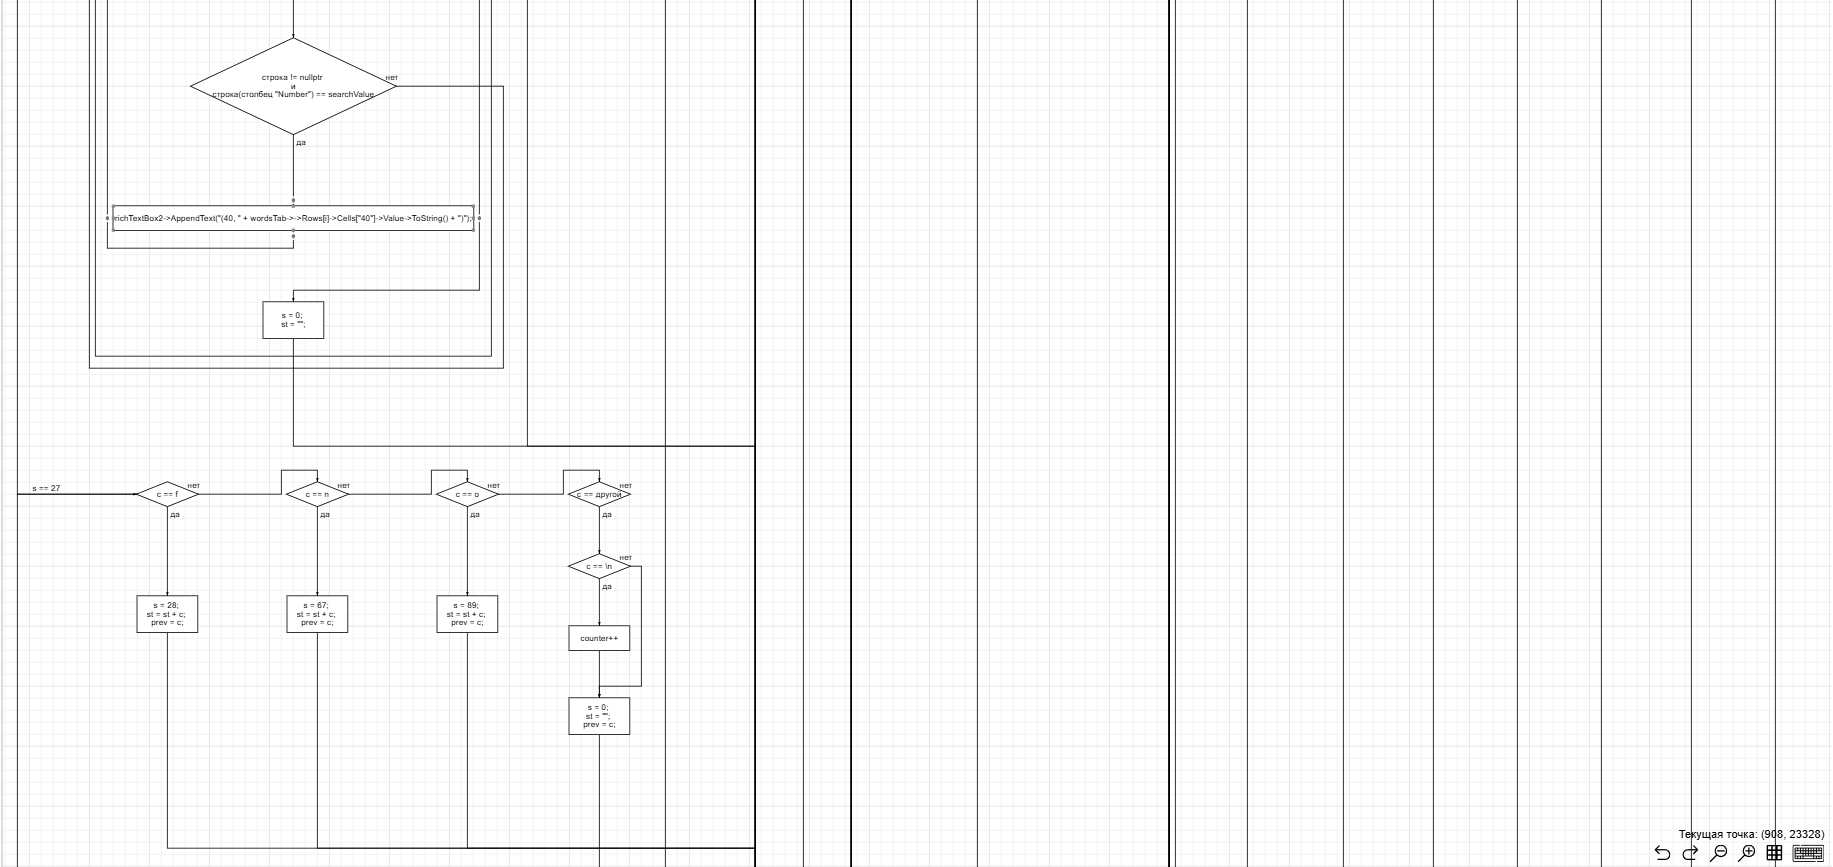 строка != nullptr
нет
и
строка(столбец "Number") == searchValue
да
richTextBox2->AppendText("(40, " + wordsTab->->Rows[i]->Cells["40"]->Value->ToString() + ")");
s = 0;
st = "";
s == 27
c == f
нет
да
c == n
нет
да
c == o
нет
да
c == другой
нет
да
c == \n
нет
да
s = 28;
st = st + c;
prev = c;
s = 67;
st = st + c;
prev = c;
s = 89;
st = st + c;
prev = c;
counter++
s = 0;
st = "";
prev = c;
Текущая точка: (908, 23328)